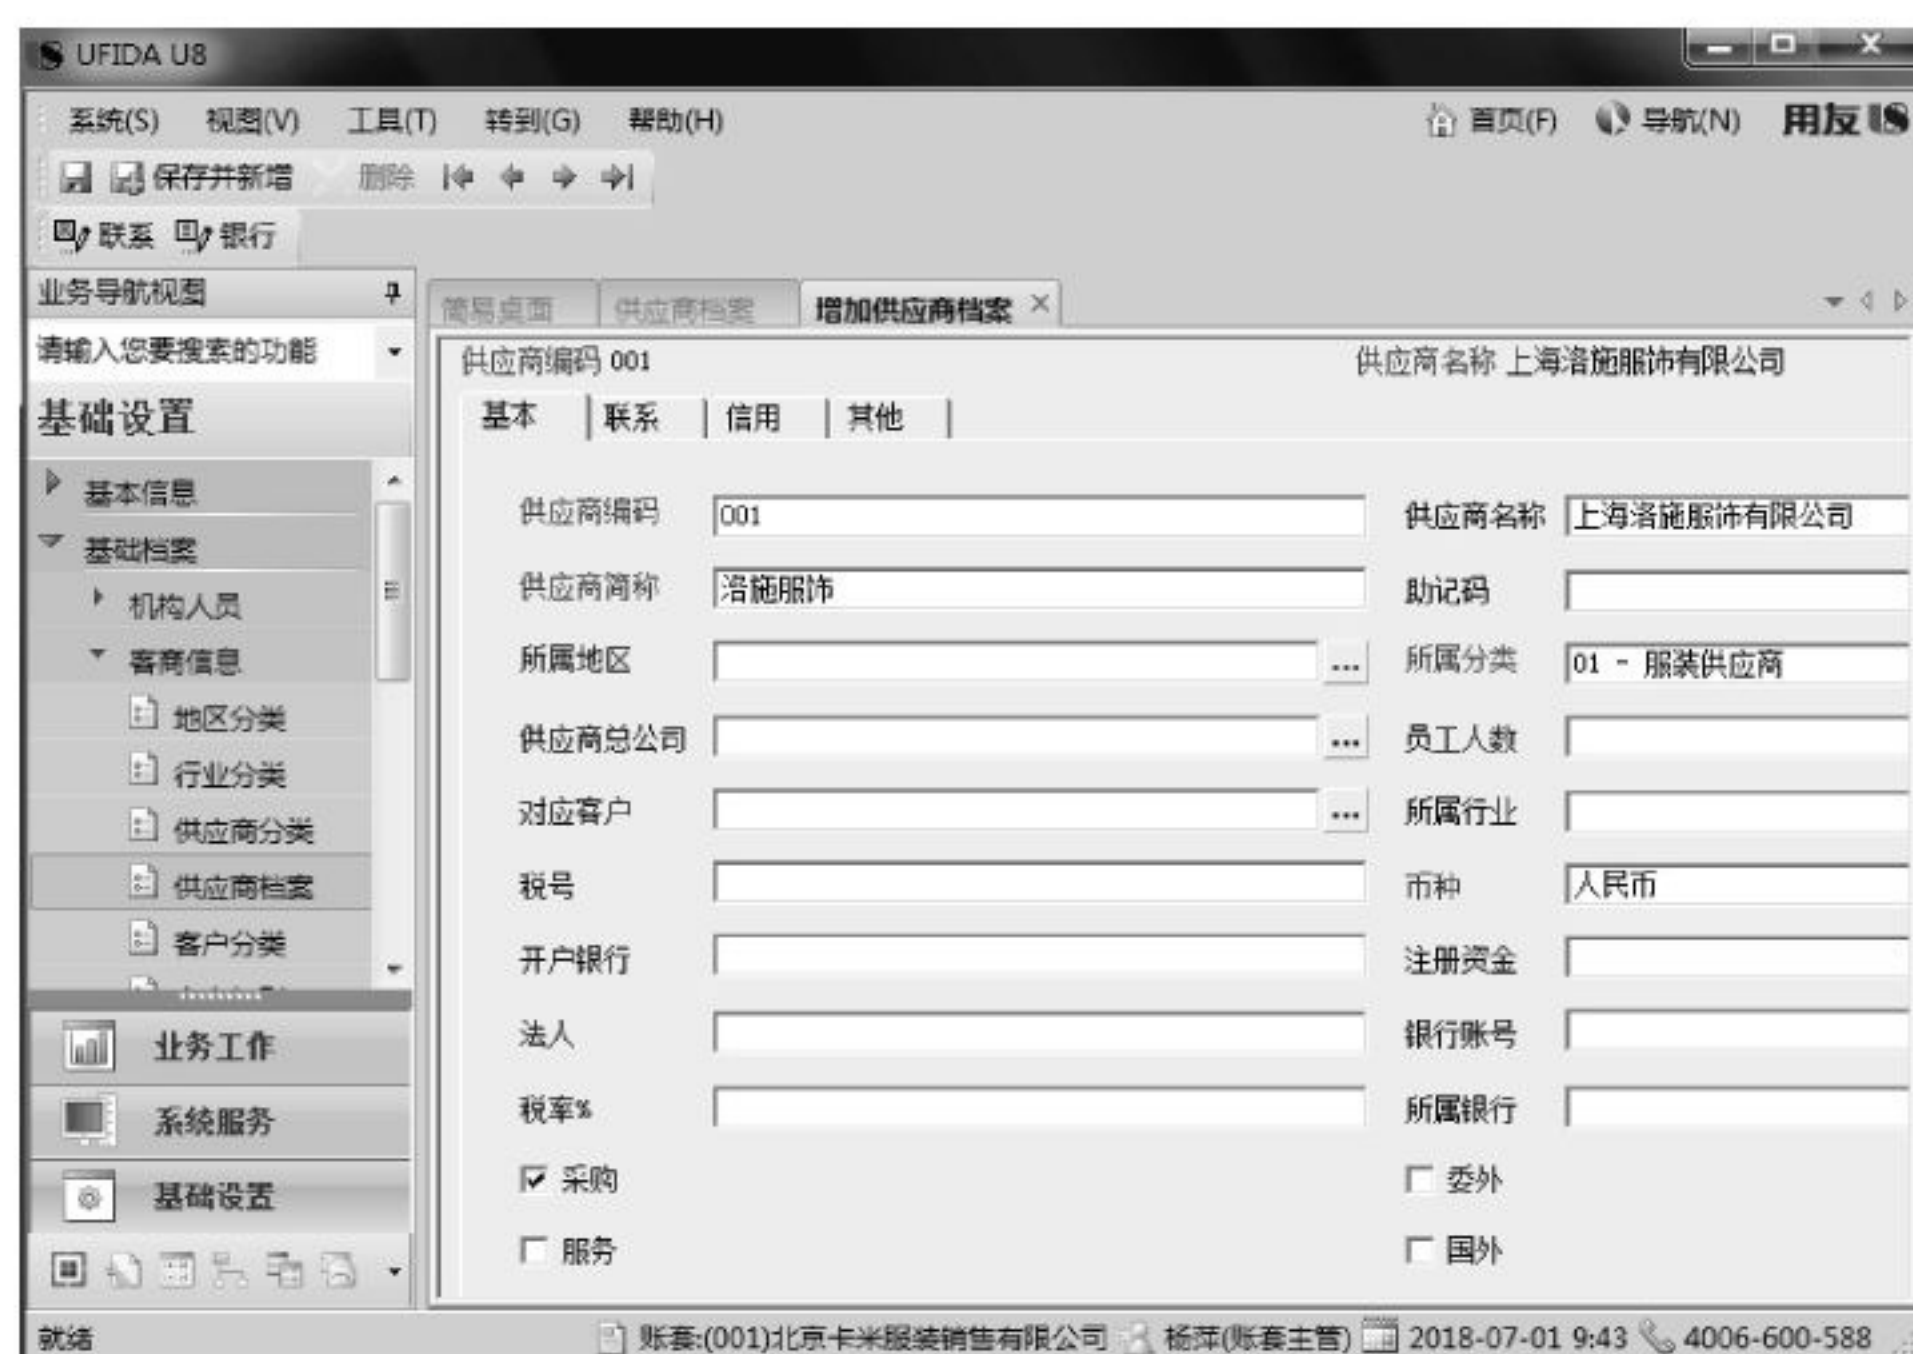 UFIDA U8
系统(S) 视图(V) 工具(T) 转到(G) 帮助(H) 首页(F) 导航(N) 用友 U8
保存并新增 删除
联系 银行
业务导航视图
简易桌面 供应商档案 增加供应商档案
请输入您要搜索的功能
供应商编码 001 供应商名称 上海洛施服饰有限公司
基础设置
基本 联系 信用 其他
基本信息
供应商编码 001 供应商名称 上海洛施服饰有限公司
基础档案
供应商简称 洛施服饰 助记码
机构人员
客商信息
所属地区 ... 所属分类 01 - 服装供应商
地区分类
供应商总公司 ... 员工人数
行业分类
对应客户 ... 所属行业
供应商分类
供应商档案
税号 币种 人民币
客户分类
开户银行 注册资金
业务工作
法人 银行账号
系统服务
税率% 所属银行
采购 委外
基础设置
服务 国外
就绪 账套:(001)北京卡米服装销售有限公司 杨萍(账套主管) 2018-07-01 9:43 4006-600-588